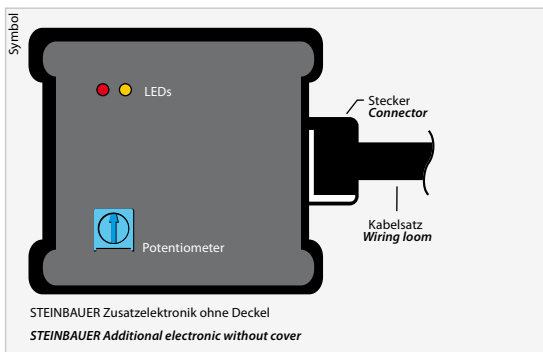 Symbol
LEDs
Stecker
Connector
Kabelsatz
Wiring loom
Potentiometer
STEINBAUER Zusatzelektronik ohne Deckel
STEINBAUER Additional electronic without cover